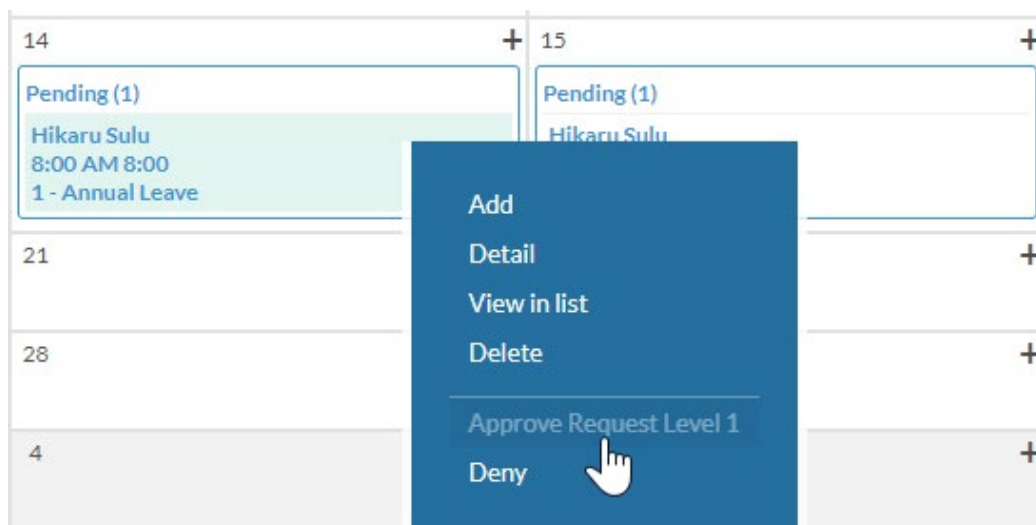 14 + 15 +
Pending (1)
Hikaru Sulu
8:00 AM 8:00
1 - Annual Leave
Pending (1)
Hikaru Sulu
21 +
28 +
4 +
Add
Detail
View in list
Delete
Approve Request Level 1
Deny